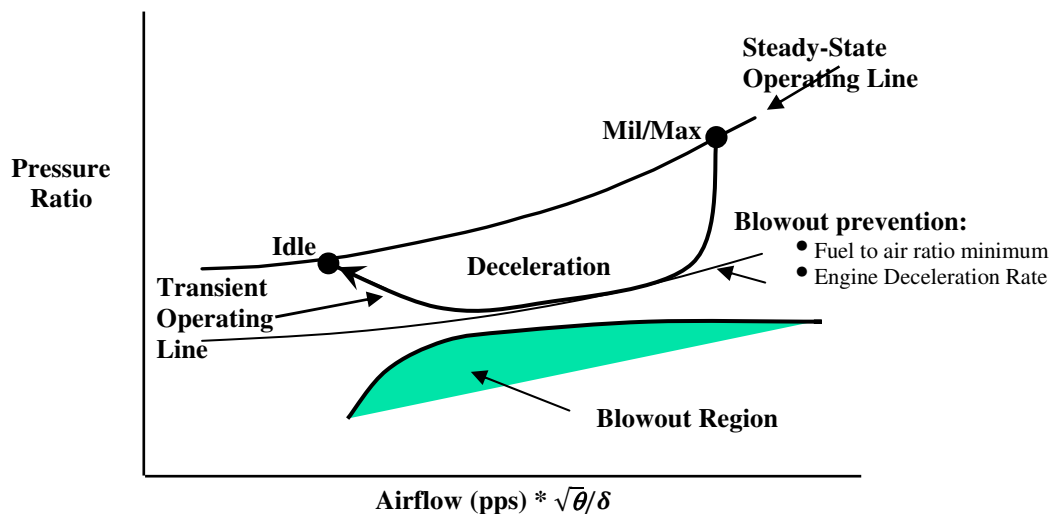 Steady-State
Operating Line
Mil/Max
Pressure
Ratio
Blowout prevention:
• Fuel to air ratio minimum
• Engine Deceleration Rate
Idle
Deceleration
Transient
Operating
Line
Blowout Region
Airflow (pps) * √θ/δ